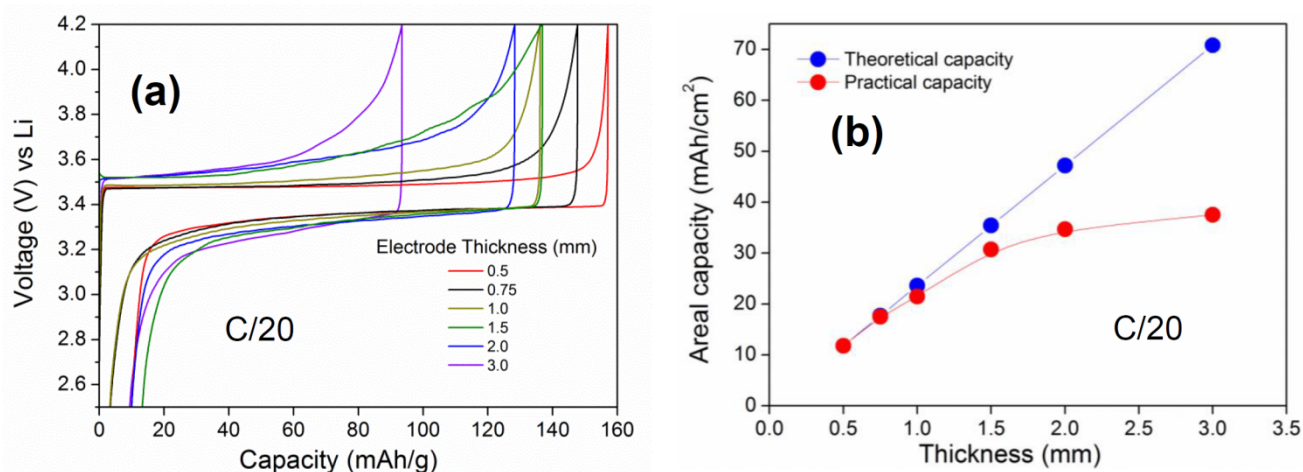 (a)
Voltage (V) vs Li
4.2
4.0
3.8
3.6
3.4
3.2
3.0
2.8
2.6
Electrode Thickness (mm)
0.5
0.75
1.0
1.5
2.0
3.0
C/20
0 20 40 60 80 100 120 140 160
Capacity (mAh/g)
(b)
Areal capacity (mAh/cm²)
70
60
50
40
30
20
10
0
Theoretical capacity
Practical capacity
C/20
0.0 0.5 1.0 1.5 2.0 2.5 3.0 3.5
Thickness (mm)